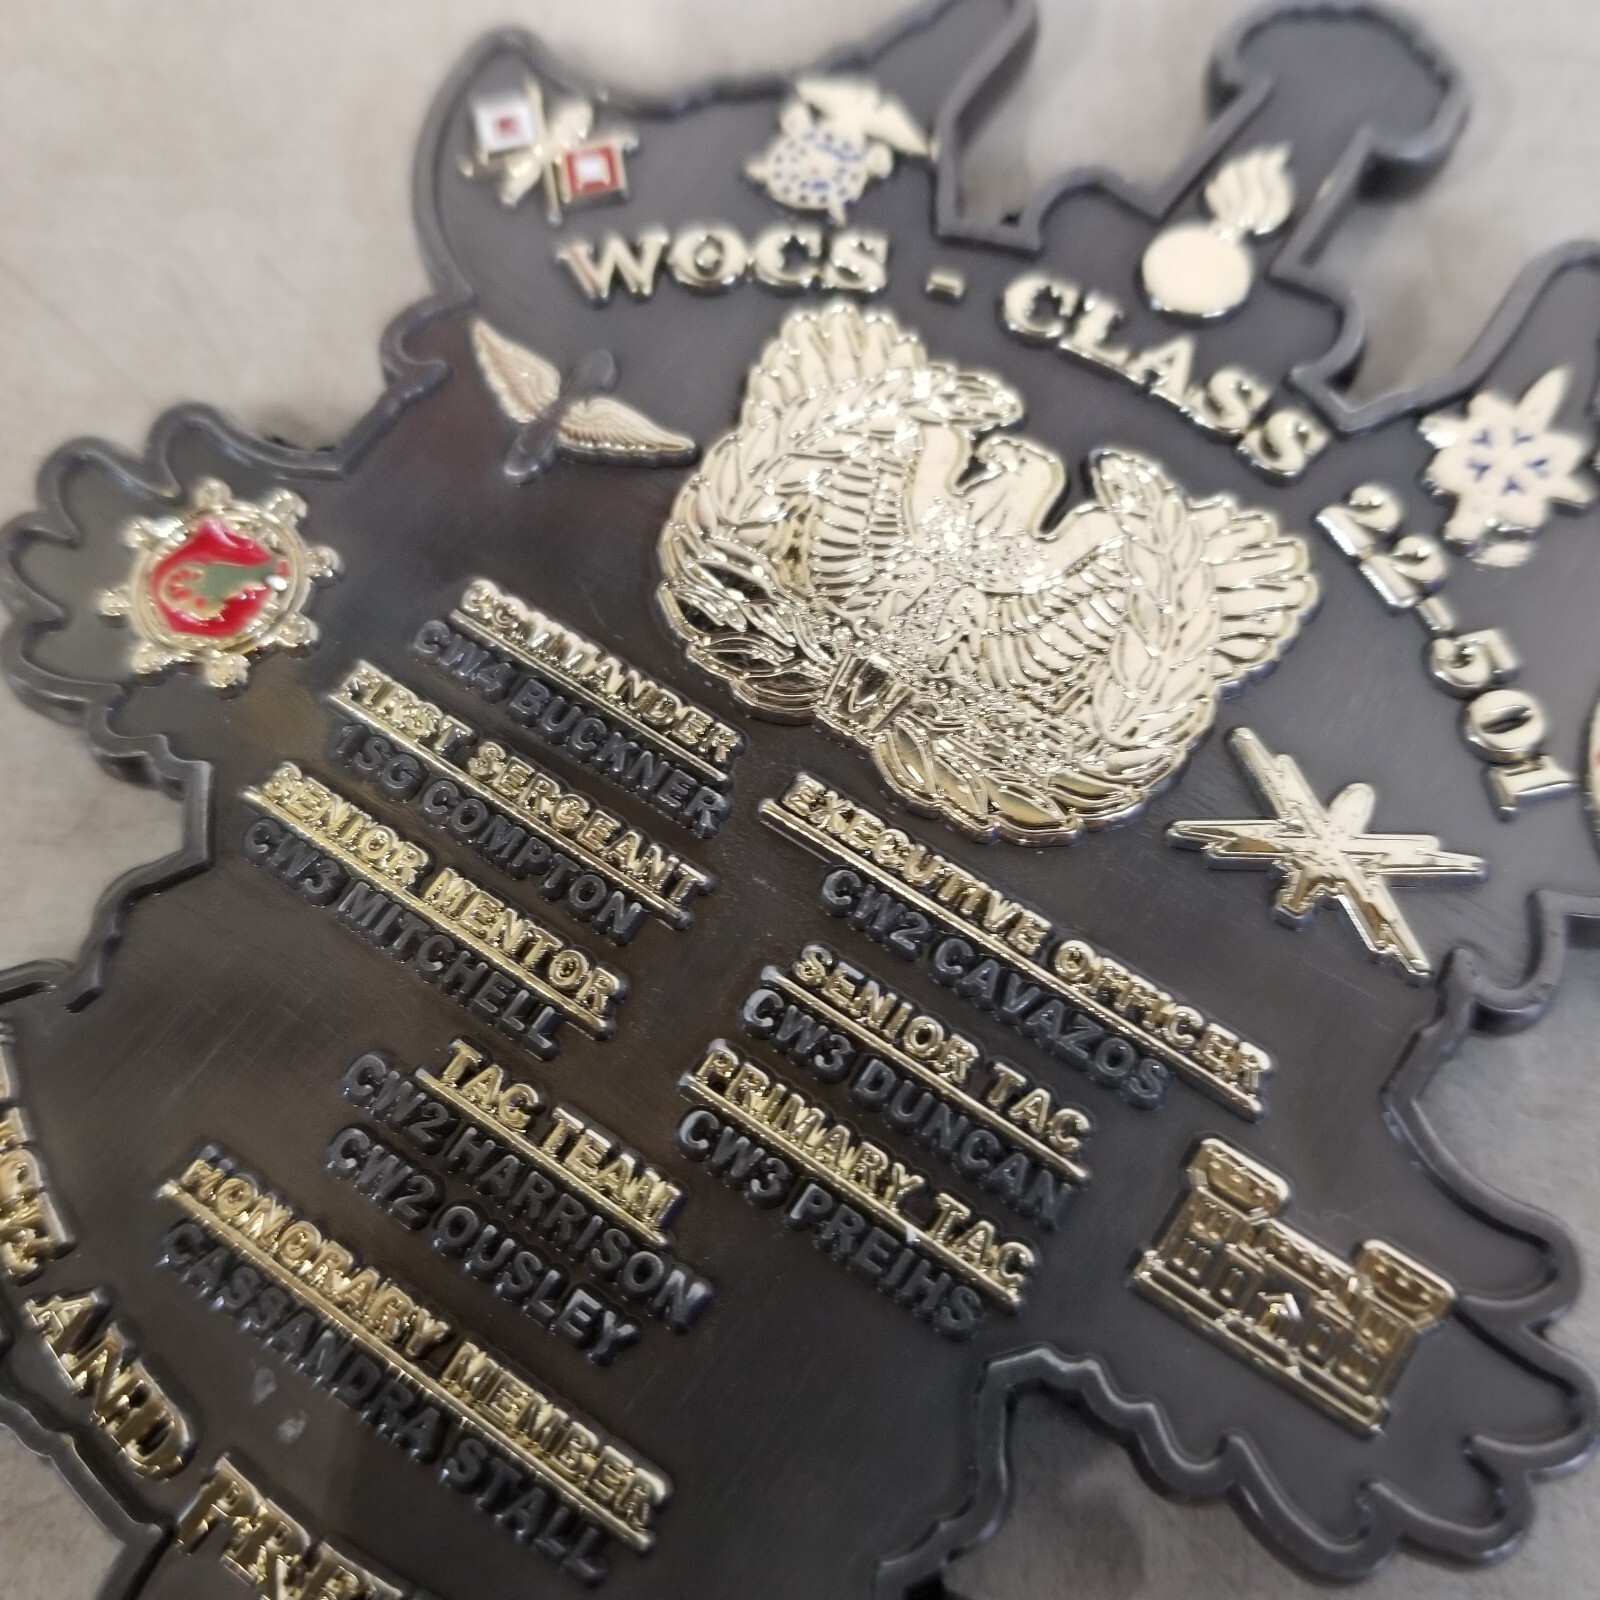 WOCS - CLASS 22-501
COMMANDER
CW4 BUCKNER
FIRST SERGEANT
1SG COMPTON
SENIOR MENTOR
CW3 MITCHELL
EXECUTIVE OFFICER
CW2 CAVAZOS
SENIOR TAC
CW3 DUNCAN
PRIMARY TAC
CW3 PREIHS
TAC TEAM
CW2 HARRISON
CW2 OUSLEY
HONORARY MEMBER
CASSANDRA STALL
AND